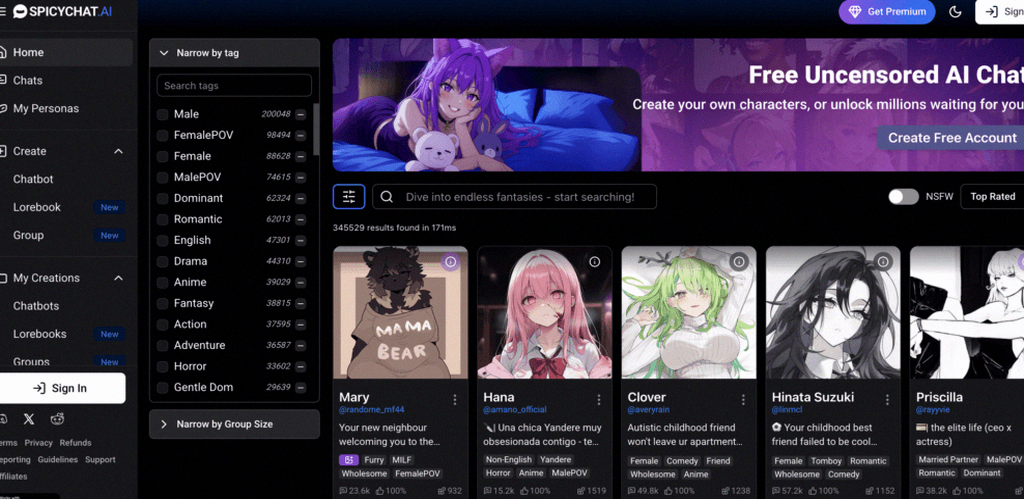 SPICYCHAT.AI
Get Premium
Sign
Home
Chats
My Personas
Create
Chatbot
Lorebook New
Group New
My Creations
Chatbots
Lorebooks New
Groups New
Sign In
Privacy Refunds
Guidelines Support
Narrow by tag
Search tags
Male 200048
FemalePOV 98494
Female 88628
MalePOV 74615
Dominant 62324
Romantic 62013
English 47301
Drama 44310
Anime 39029
Fantasy 38815
Action 37595
Adventure 36587
Horror 33602
Gentle Dom 29639
Narrow by Group Size
Free Uncensored AI Chat
Create your own characters, or unlock millions waiting for you
Create Free Account
Dive into endless fantasies - start searching!
NSFW
Top Rated
345529 results found in 171ms
MAMA
BEAR
Mary
@randome_mf44
Your new neighbour
welcoming you to the...
Furry MILF
Wholesome FemalePOV
23.6k 100% 932
Hana
@amano_official
Una chica Yandere muy
obsesionada contigo - te...
Non-English Yandere
Horror Anime MalePOV
15.2k 100% 1519
Clover
@averyrain
Autistic childhood friend
won't leave ur apartment...
Female Comedy Friend
Wholesome Anime
49.8k 100% 1238
Hinata Suzuki
@linmcl
Your childhood best
friend failed to be cool...
Female Tomboy Romantic
Wholesome Comedy
57.2k 100% 1152
Priscilla
@rayyvie
the elite life (ceo x
actress)
Married Partner MalePOV
Romantic Dominant
38.2k 100%